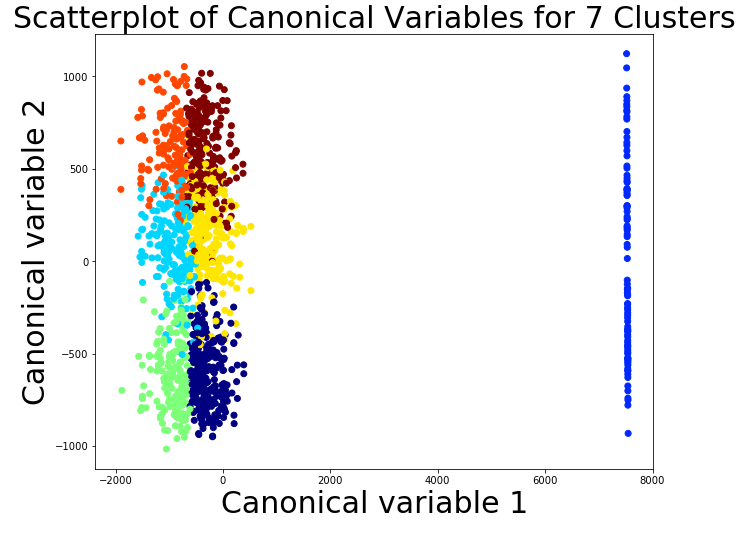 Scatterplot of Canonical Variables for 7 Clusters
Canonical variable 2
1000
500
0
−500
−1000
−2000 0 2000 4000 6000 8000
Canonical variable 1